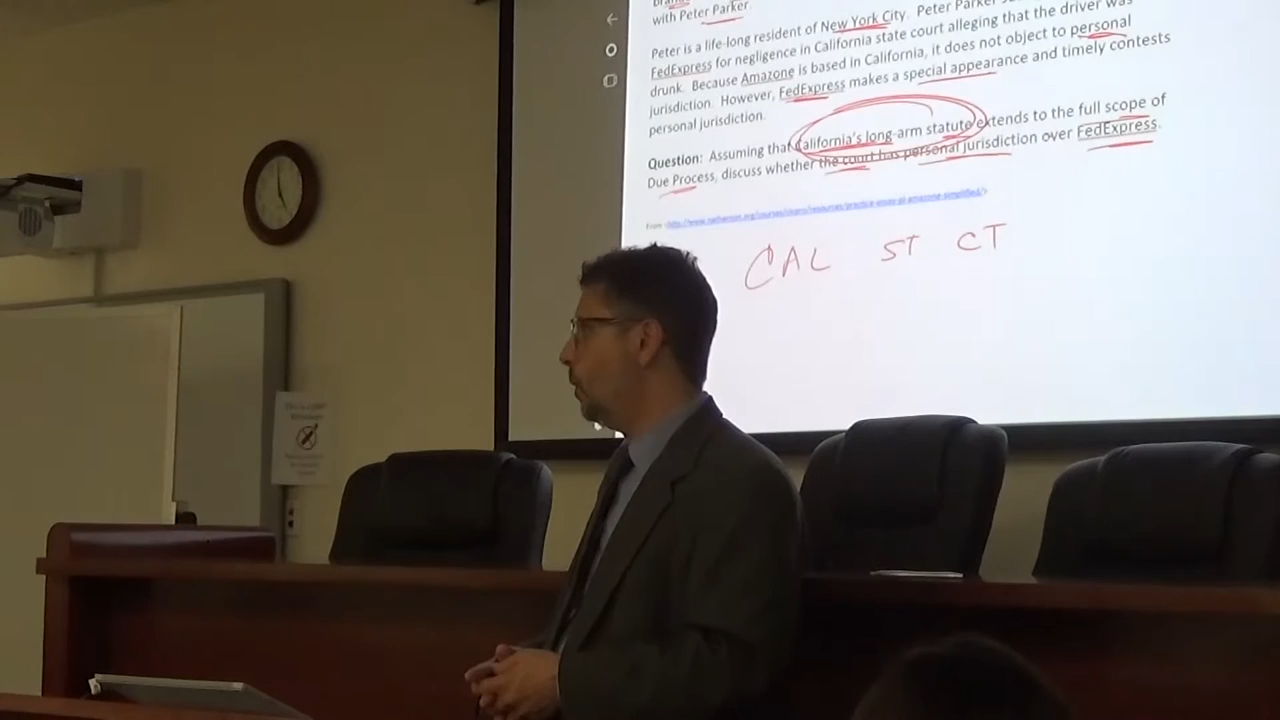 with Peter Parker.
Peter is a life-long resident of New York City. Peter Parker
FedExpress for negligence in California state court alleging that the driver was
drunk. Because Amazone is based in California, it does not object to personal
jurisdiction. However, FedExpress makes a special appearance and timely contests
personal jurisdiction.
Question: Assuming that California's long-arm statute extends to the full scope of
Due Process, discuss whether the court has personal jurisdiction over FedExpress.
CAL ST CT